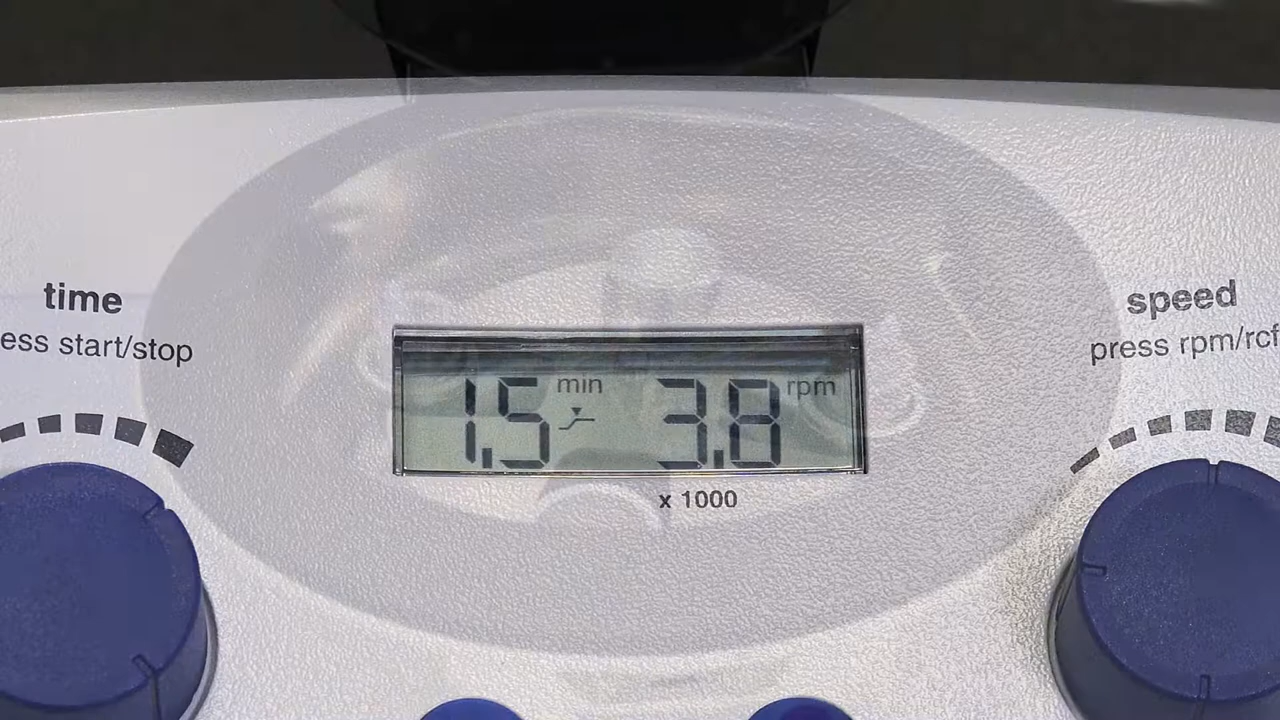 time
ess start/stop
speed
press rpm/rcf
1.5 min 3.8 rpm
x 1000